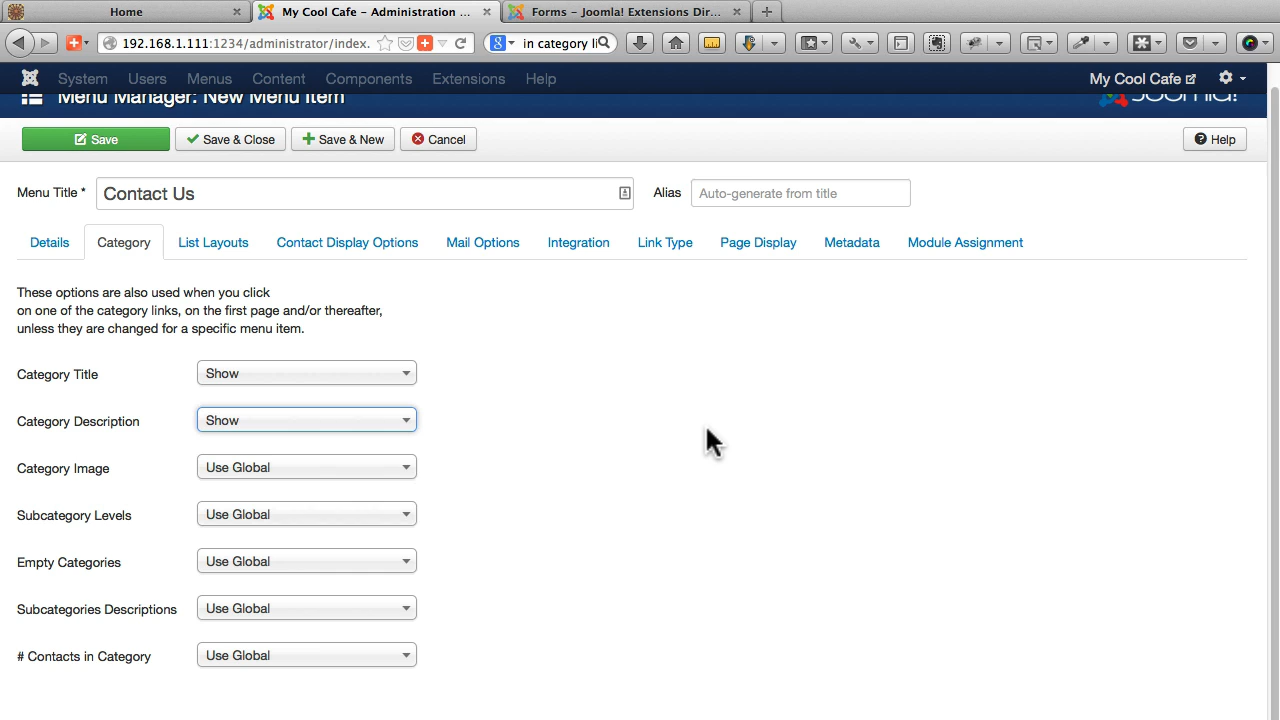 Home
My Cool Cafe – Administration ...
Forms – Joomla! Extensions Dir...
192.168.1.111:1234/administrator/index.
in category li
System Users Menus Content Components Extensions Help
My Cool Cafe
Menu Manager: New Menu Item
Joomla!
Save
Save & Close
Save & New
Cancel
Help
Menu Title *
Contact Us
Alias
Auto-generate from title
Details Category List Layouts Contact Display Options Mail Options Integration Link Type Page Display Metadata Module Assignment
These options are also used when you click
on one of the category links, on the first page and/or thereafter,
unless they are changed for a specific menu item.
Category Title Show
Category Description Show
Category Image Use Global
Subcategory Levels Use Global
Empty Categories Use Global
Subcategories Descriptions Use Global
# Contacts in Category Use Global